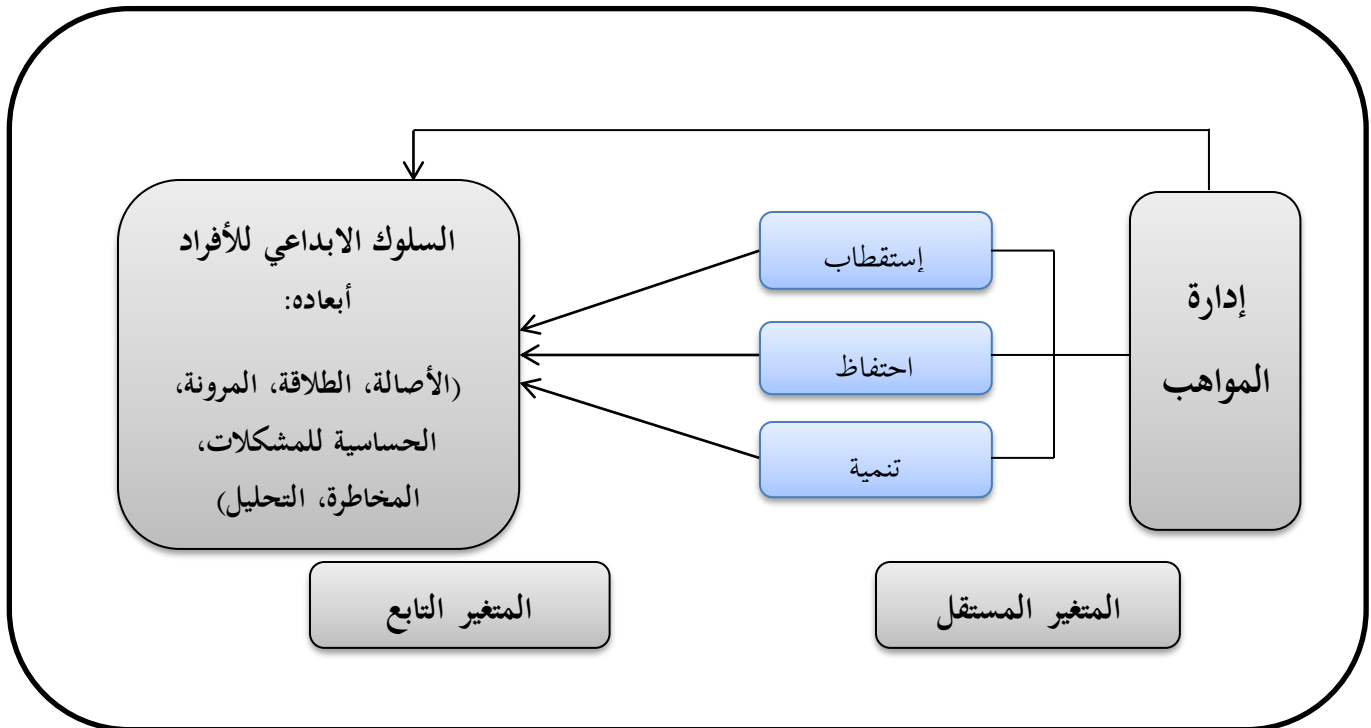 إدارة
المواهب
إستقطاب
احتفاظ
تنمية
السلوك الابداعي للأفراد
أبعاده:
(الأصالة، الطلاقة، المرونة،
الحساسية للمشكلات،
المخاطرة، التحليل)
المتغير المستقل
المتغير التابع